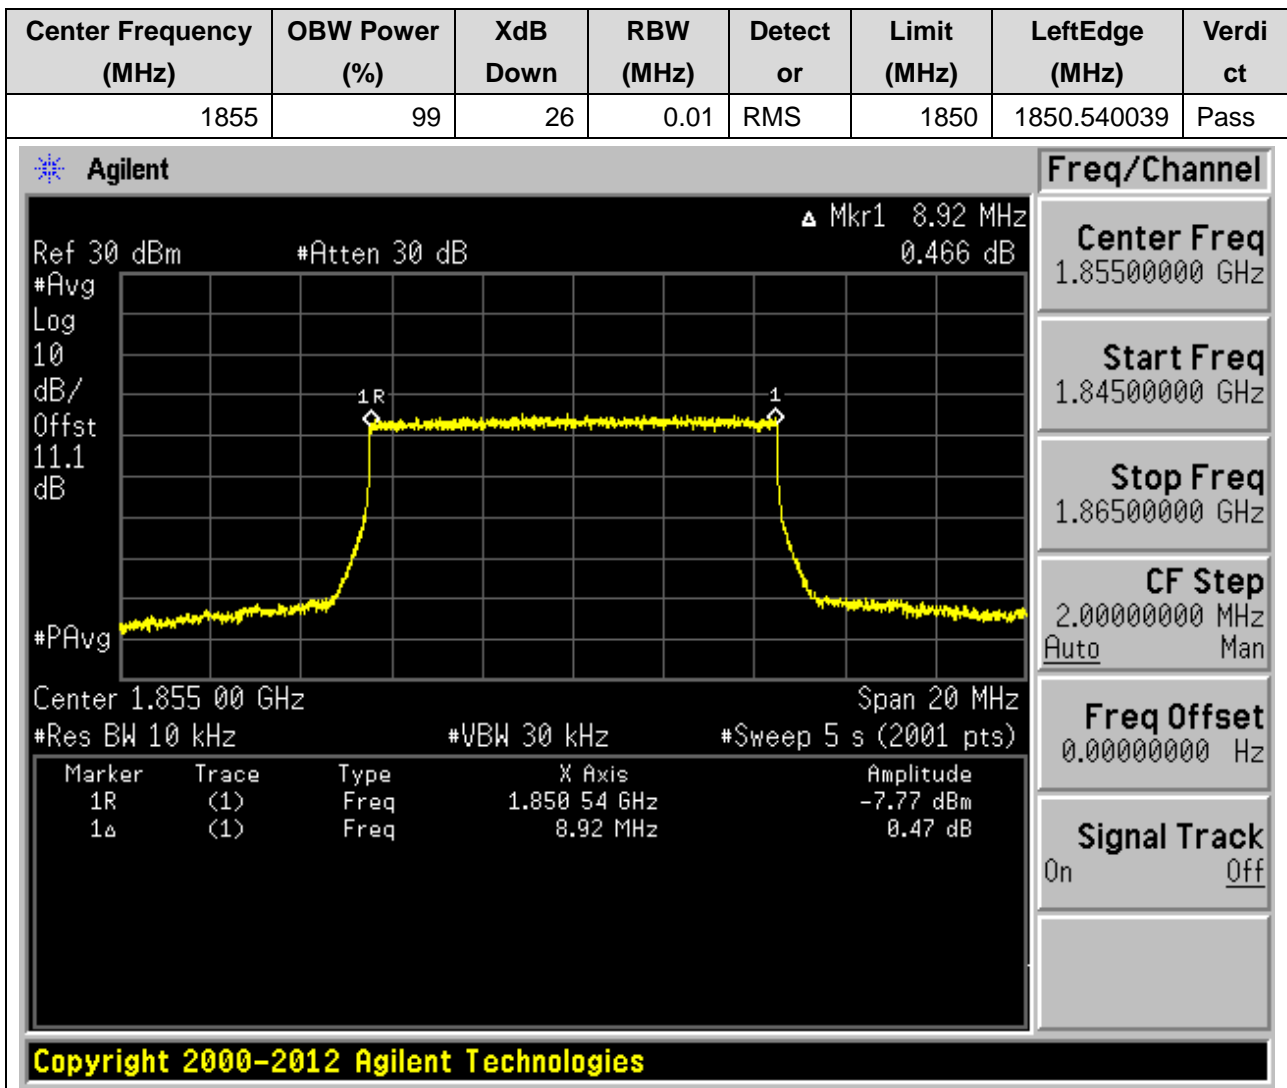 Center Frequency (MHz) OBW Power (%) XdB Down RBW (MHz) Detect or Limit (MHz) LeftEdge (MHz) Verdi ct
1855 99 26 0.01 RMS 1850 1850.540039 Pass
Agilent
Freq/Channel
Δ Mkr1 8.92 MHz
Ref 30 dBm #Atten 30 dB 0.466 dB
#Avg
Log
10
dB/
Offst
11.1
dB
#PAvg
1R
1
Center 1.855 00 GHz Span 20 MHz
#Res BW 10 kHz #VBW 30 kHz #Sweep 5 s (2001 pts)
Marker Trace Type X Axis Amplitude
1R (1) Freq 1.850 54 GHz -7.77 dBm
1Δ (1) Freq 8.92 MHz 0.47 dB
Center Freq
1.85500000 GHz
Start Freq
1.84500000 GHz
Stop Freq
1.86500000 GHz
CF Step
2.00000000 MHz
Auto Man
Freq Offset
0.00000000 Hz
Signal Track
On Off
Copyright 2000-2012 Agilent Technologies